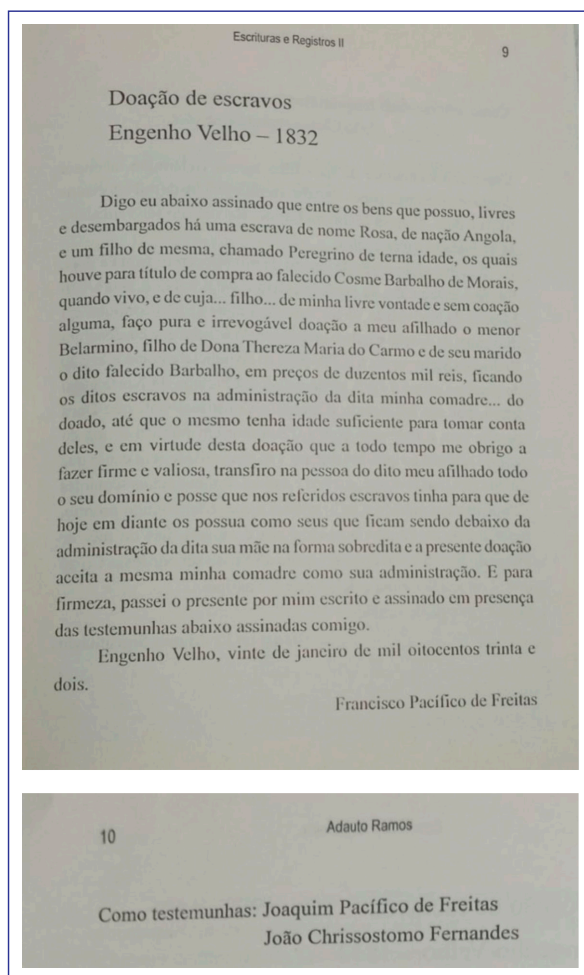 Escrituras e Registros II
9
Doação de escravos
Engenho Velho – 1832
Digo eu abaixo assinado que entre os bens que possuo, livres
e desembargados há uma escrava de nome Rosa, de nação Angola,
e um filho de mesma, chamado Peregrino de terna idade, os quais
houve para título de compra ao falecido Cosme Barbalho de Morais,
quando vivo, e de cuja... filho... de minha livre vontade e sem coação
alguma, faço pura e irrevogável doação a meu afilhado o menor
Belarmino, filho de Dona Thereza Maria do Carmo e de seu marido
o dito falecido Barbalho, em preços de duzentos mil reis, ficando
os ditos escravos na administração da dita minha comadre... do
doado, até que o mesmo tenha idade suficiente para tomar conta
deles, e em virtude desta doação que a todo tempo me obrigo a
fazer firme e valiosa, transfiro na pessoa do dito meu afilhado todo
o seu domínio e posse que nos referidos escravos tinha para que de
hoje em diante os possua como seus que ficam sendo debaixo da
administração da dita sua mãe na forma sobredita e a presente doação
aceita a mesma minha comadre como sua administração. E para
firmeza, passei o presente por mim escrito e assinado em presença
das testemunhas abaixo assinadas comigo.
Engenho Velho, vinte de janeiro de mil oitocentos trinta e
dois.
Francisco Pacífico de Freitas
10
Adauto Ramos
Como testemunhas: Joaquim Pacífico de Freitas
João Chrissostomo Fernandes